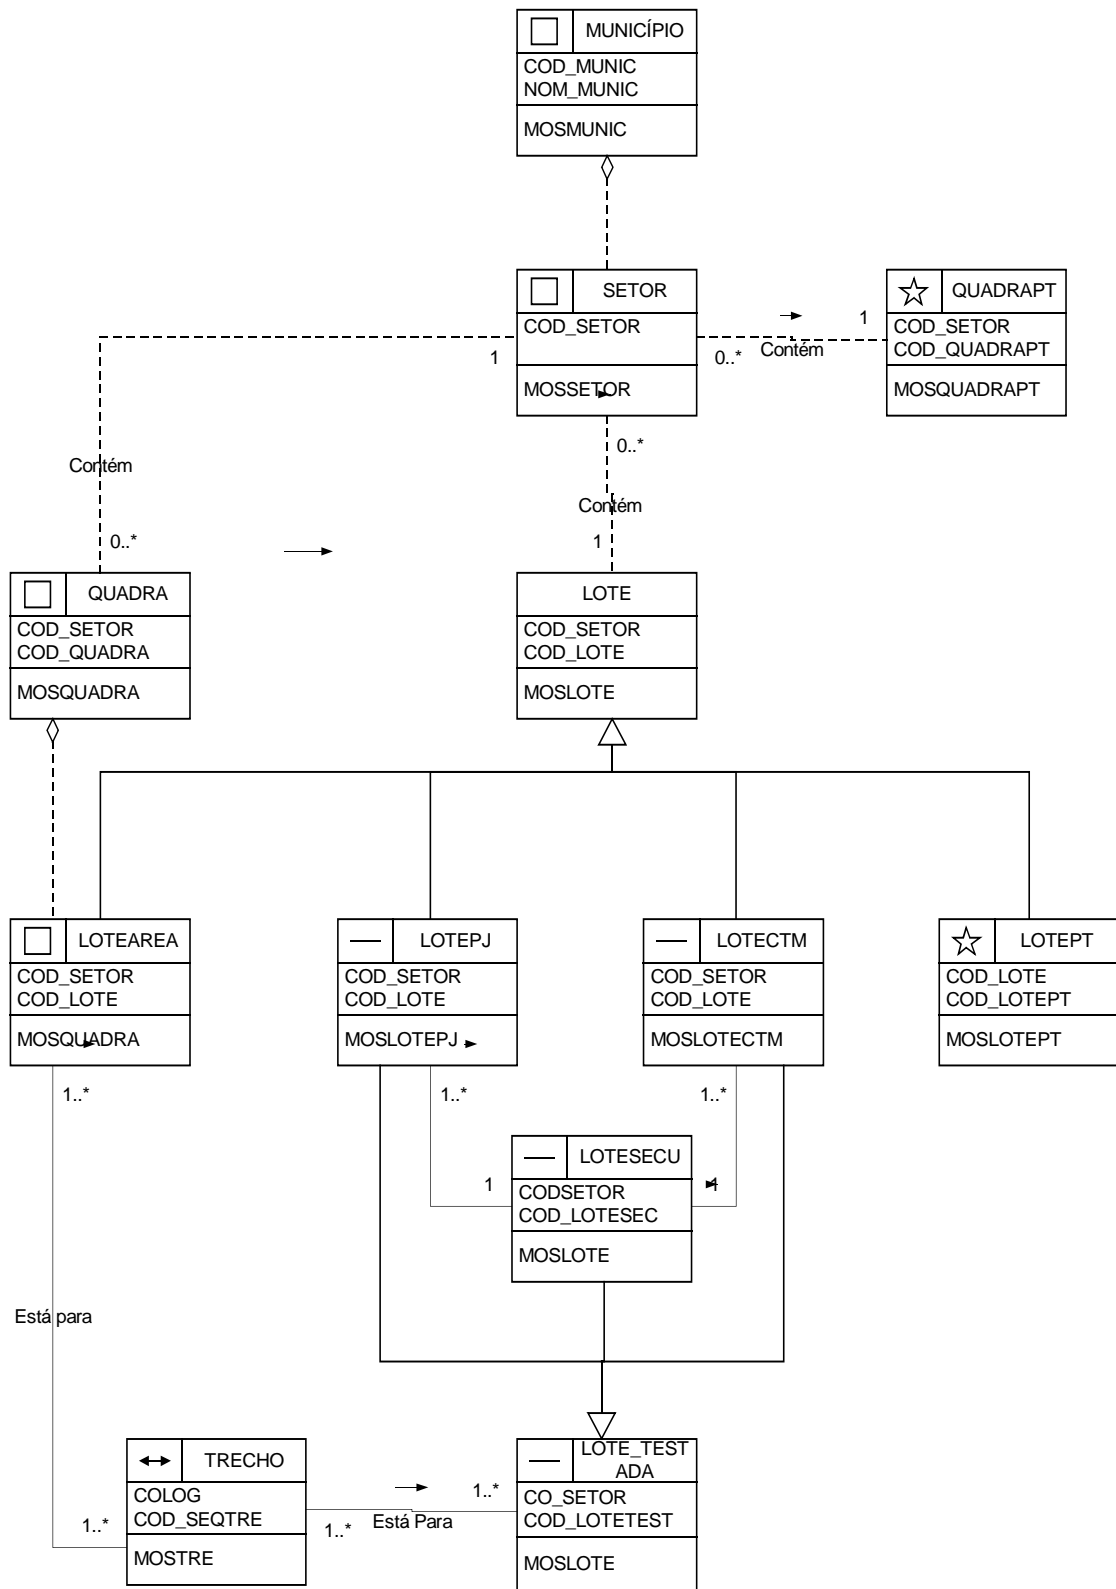 MUNICÍPIO
COD_MUNIC
NOM_MUNIC
MOSMUNIC
SETOR
COD_SETOR
MOSSETOR
QUADRAPT
COD_SETOR
COD_QUADRAPT
MOSQUADRAPT
1
0..*
Contém
1
Contém
0..*
0..*
Contém
1
QUADRA
COD_SETOR
COD_QUADRA
MOSQUADRA
LOTE
COD_SETOR
COD_LOTE
MOSLOTE
LOTEAREA
COD_SETOR
COD_LOTE
MOSQUADRA
LOTEPJ
COD_SETOR
COD_LOTE
MOSLOTEPJ
LOTECTM
COD_SETOR
COD_LOTE
MOSLOTECTM
LOTEPT
COD_LOTE
COD_LOTEPT
MOSLOTEPT
1..*
1..*
1..*
1
LOTESECU
CODSETOR
COD_LOTESEC
MOSLOTE
1
Está para
TRECHO
COLOG
COD_SEQTRE
MOSTRE
1..*
1..*
Está Para
1..*
LOTE_TEST
ADA
CO_SETOR
COD_LOTETEST
MOSLOTE